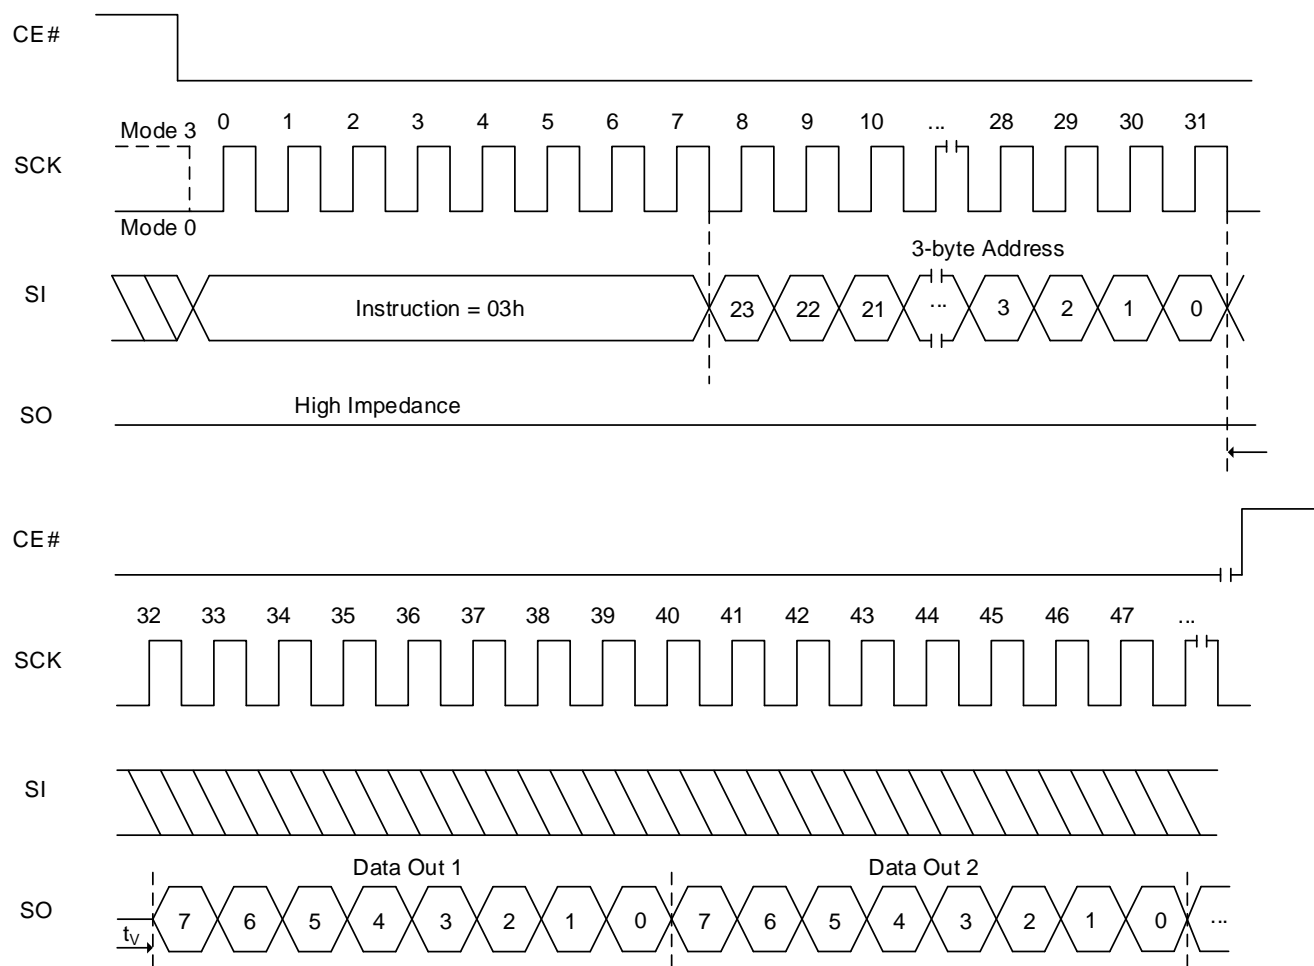 CE#
Mode 3 0 1 2 3 4 5 6 7 8 9 10 ... 28 29 30 31
SCK
Mode 0
3-byte Address
SI Instruction = 03h 23 22 21 ... 3 2 1 0
High Impedance
SO
CE#
32 33 34 35 36 37 38 39 40 41 42 43 44 45 46 47 ...
SCK
SI
Data Out 1 Data Out 2
SO 7 6 5 4 3 2 1 0 7 6 5 4 3 2 1 0 ...
tV